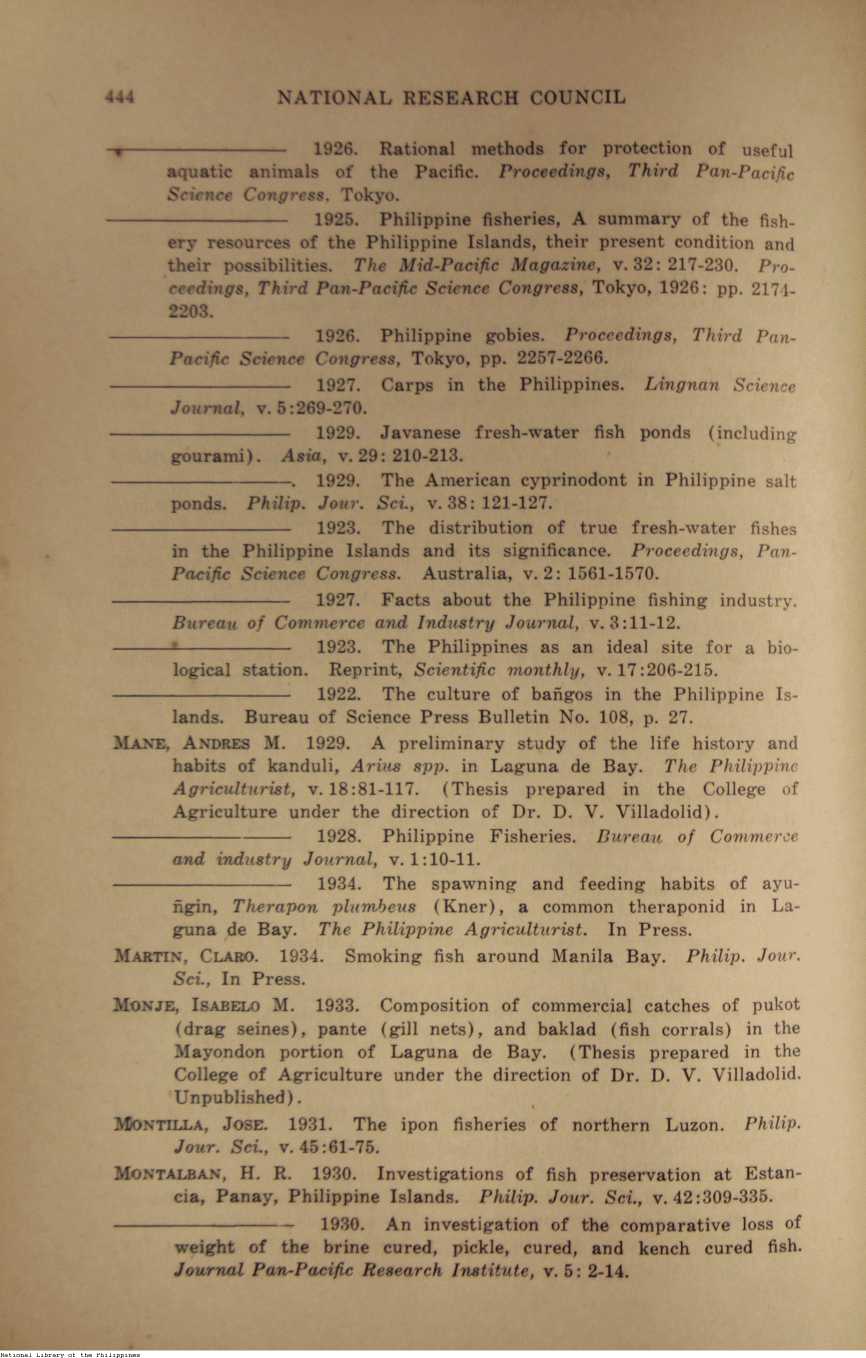 444 NATIONAL RESEARCH COUNCIL
———————— 1926. Rational methods for protection of useful
aquatic animals of the Pacific. Proceedings, Third Pan-Pacific
Science Congress, Tokyo.
———————— 1925. Philippine fisheries, A summary of the fish-
ery resources of the Philippine Islands, their present condition and
their possibilities. The Mid-Pacific Magazine, v. 32: 217-230. Pro-
ceedings, Third Pan-Pacific Science Congress, Tokyo, 1926: pp. 2174-
2203.
———————— 1926. Philippine gobies. Proceedings, Third Pan-
Pacific Science Congress, Tokyo, pp. 2257-2266.
———————— 1927. Carps in the Philippines. Lingnan Science
Journal, v. 5:269-270.
———————— 1929. Javanese fresh-water fish ponds (including
gourami). Asia, v. 29: 210-213.
————————. 1929. The American cyprinodont in Philippine salt
ponds. Philip. Jour. Sci., v. 38: 121-127.
———————— 1923. The distribution of true fresh-water fishes
in the Philippine Islands and its significance. Proceedings, Pan-
Pacific Science Congress. Australia, v. 2: 1561-1570.
———————— 1927. Facts about the Philippine fishing industry.
Bureau of Commerce and Industry Journal, v. 3:11-12.
———————— 1923. The Philippines as an ideal site for a bio-
logical station. Reprint, Scientific monthly, v. 17:206-215.
———————— 1922. The culture of bañgos in the Philippine Is-
lands. Bureau of Science Press Bulletin No. 108, p. 27.
MANE, ANDRES M. 1929. A preliminary study of the life history and
habits of kanduli, Arius spp. in Laguna de Bay. The Philippine
Agriculturist, v. 18:81-117. (Thesis prepared in the College of
Agriculture under the direction of Dr. D. V. Villadolid).
———————— 1928. Philippine Fisheries. Bureau of Commerce
and industry Journal, v. 1:10-11.
———————— 1934. The spawning and feeding habits of ayu-
ñgin, Therapon plumbeus (Kner), a common theraponid in La-
guna de Bay. The Philippine Agriculturist. In Press.
MARTIN, CLARO. 1934. Smoking fish around Manila Bay. Philip. Jour.
Sci., In Press.
MONJE, ISABELO M. 1933. Composition of commercial catches of pukot
(drag seines), pante (gill nets), and baklad (fish corrals) in the
Mayondon portion of Laguna de Bay. (Thesis prepared in the
College of Agriculture under the direction of Dr. D. V. Villadolid.
Unpublished).
MONTILLA, JOSE. 1931. The ipon fisheries of northern Luzon. Philip.
Jour. Sci., v. 45:61-75.
MONTALBAN, H. R. 1930. Investigations of fish preservation at Estan-
cia, Panay, Philippine Islands. Philip. Jour. Sci., v. 42:309-335.
———————— 1930. An investigation of the comparative loss of
weight of the brine cured, pickle, cured, and kench cured fish.
Journal Pan-Pacific Research Institute, v. 5: 2-14.
National Library of the Philippines